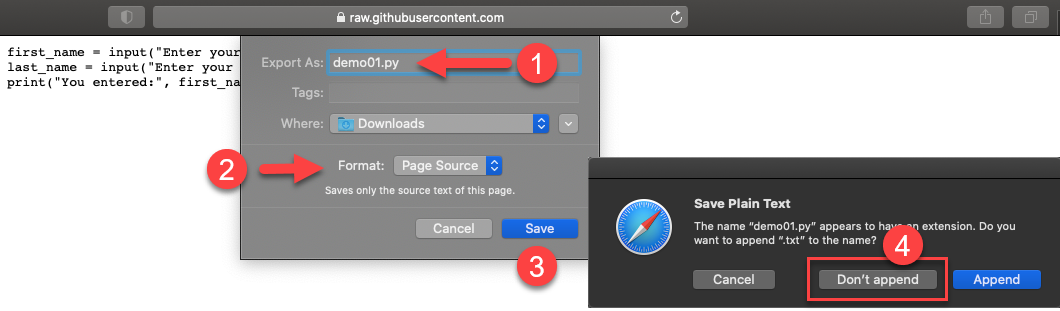 raw.githubusercontent.com
first_name = input("Enter your
last_name = input("Enter your
print("You entered:", first_na
Export As: demo01.py
1
Tags:
Where: Downloads
2
Format: Page Source
Saves only the source text of this page.
Cancel Save
3
Save Plain Text
The name “demo01.py” appears to have an extension. Do you
want to append “.txt” to the name?
4
Cancel Don’t append Append